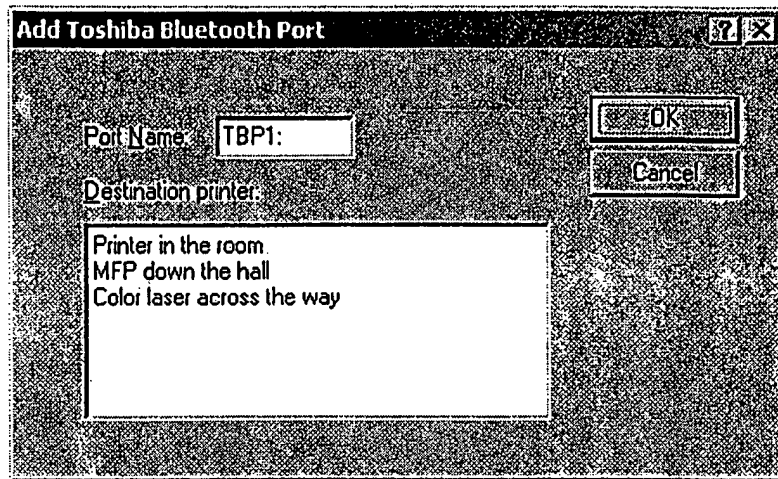 Add Toshiba Bluetooth Port
Port Name: TBP1:
OK
Cancel
Destination printer:
Printer in the room
MFP down the hall
Color laser across the way